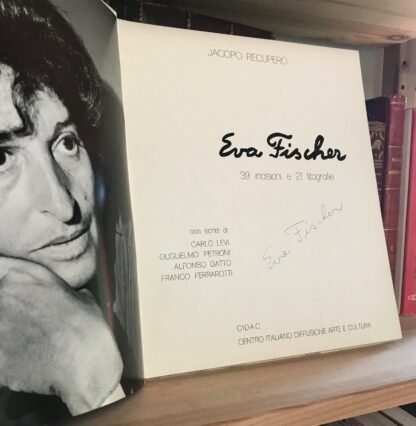 JACOPO RECUPERO
Eva Fischer
39 incisioni e 21 litografie
con scritti di
CARLO LEVI
GUGLIELMO PETRONI
ALFONSO GATTO
FRANCO FERRAROTTI
Eva Fischer
CIDAC
CENTRO ITALIANO DIFFUSIONE ARTE E CULTURA